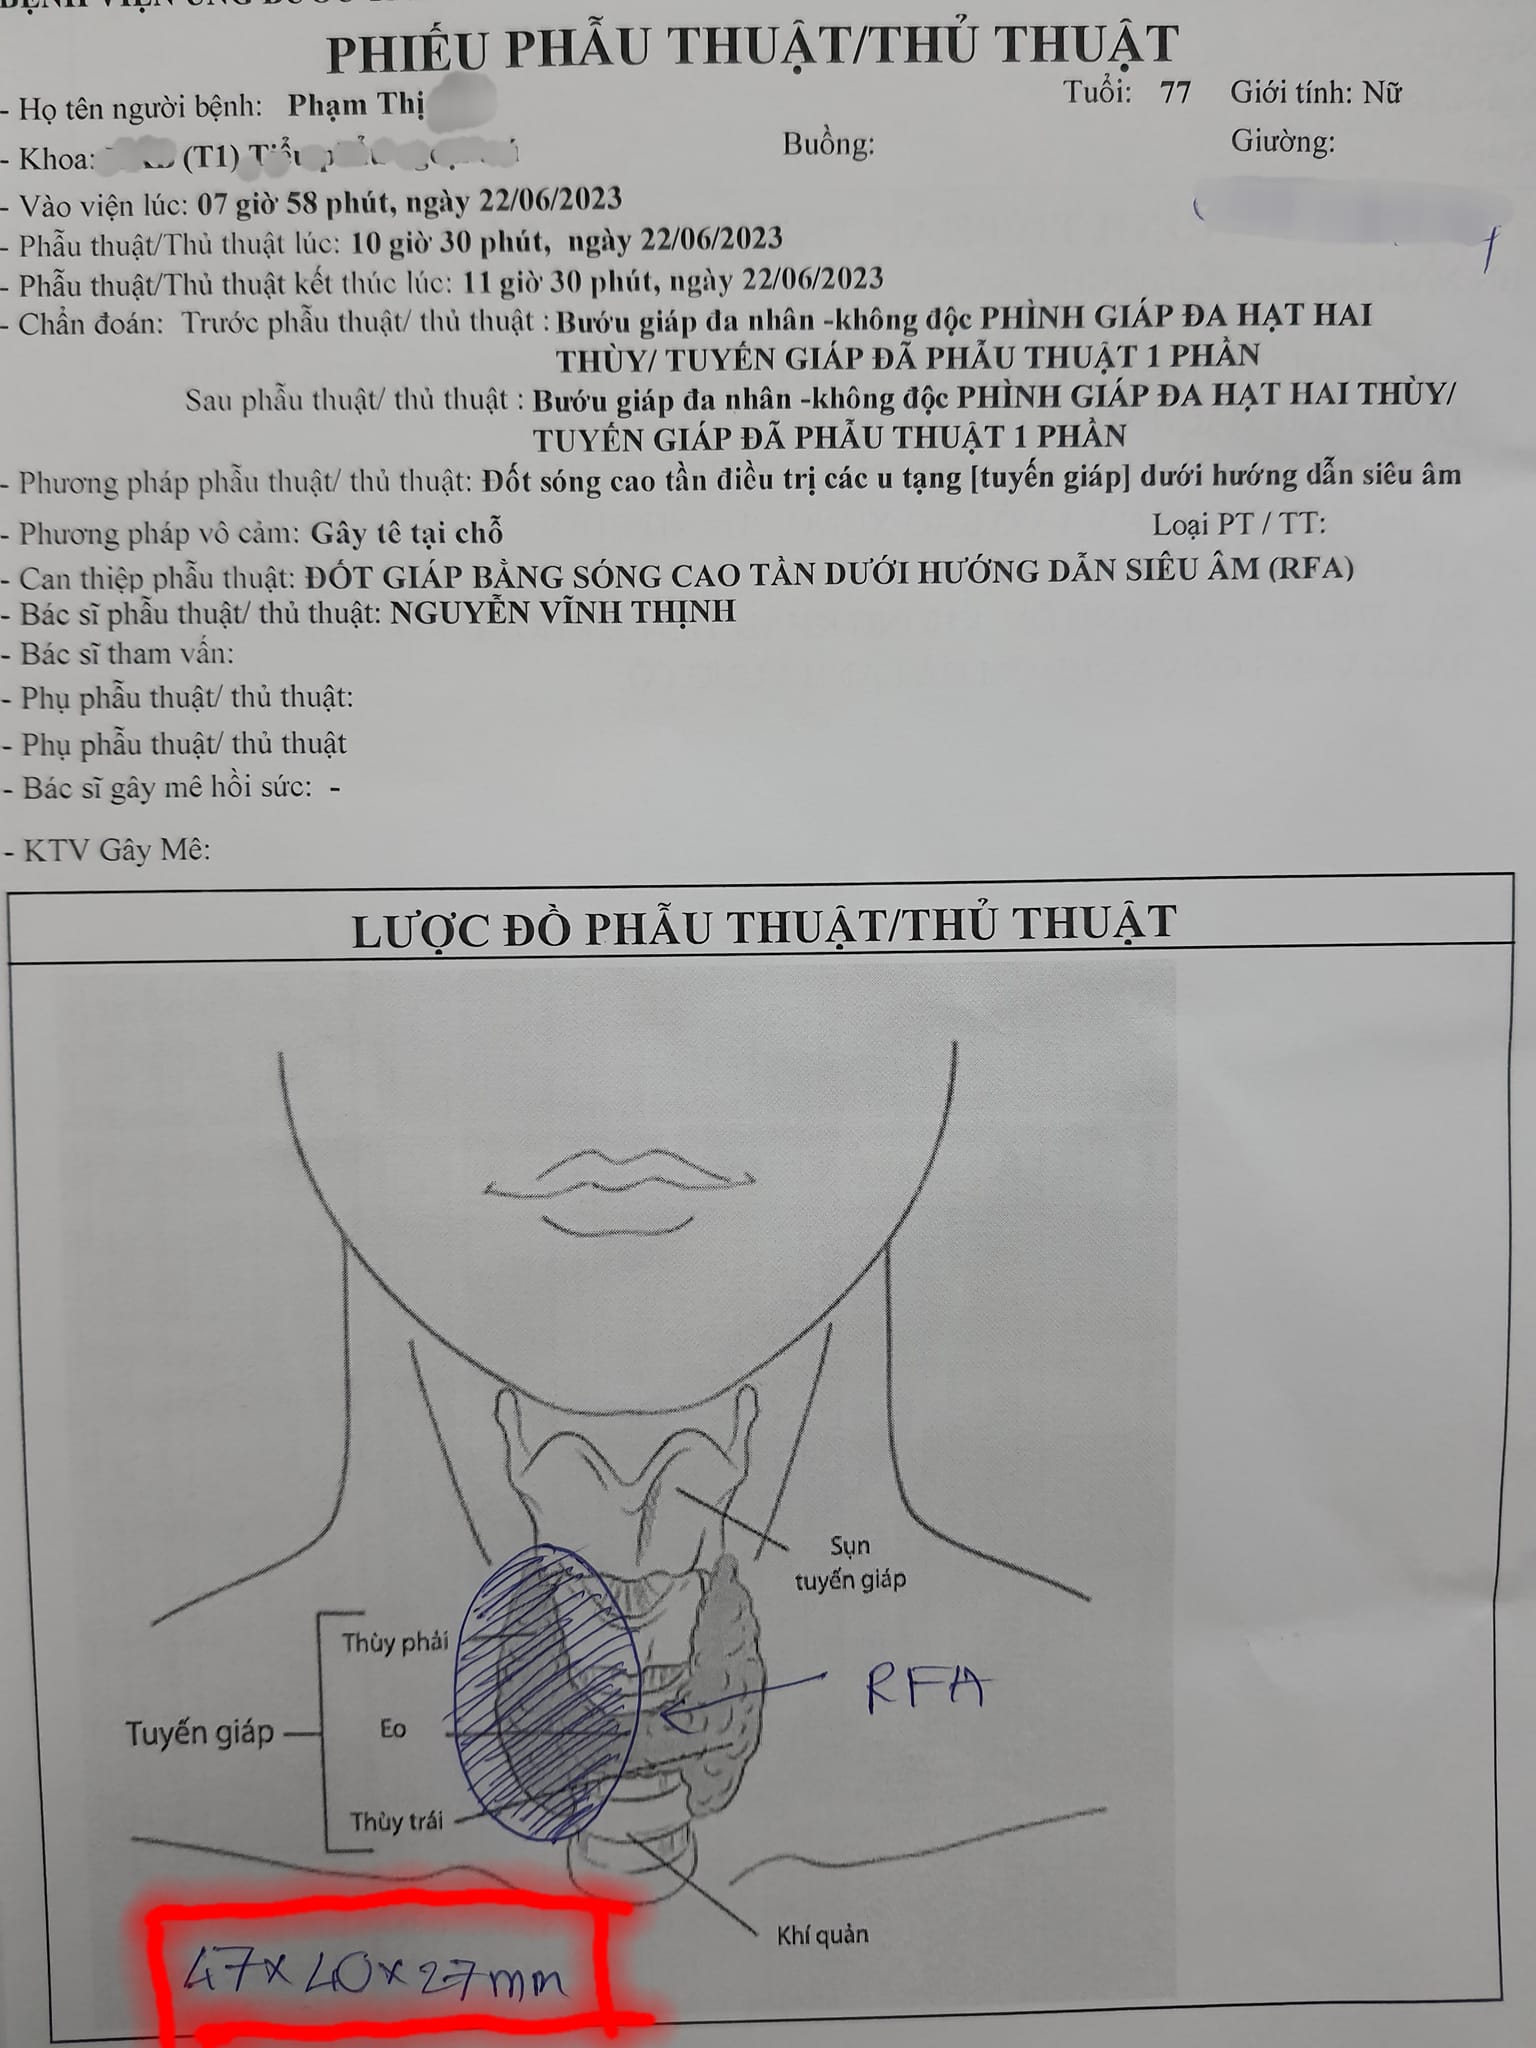 PHIẾU PHẪU THUẬT/THỦ THUẬT
- Họ tên người bệnh: Phạm Thị
Tuổi: 77 Giới tính: Nữ
- Khoa: (T1)
Buồng:
Giường:
- Vào viện lúc: 07 giờ 58 phút, ngày 22/06/2023
- Phẫu thuật/Thủ thuật lúc: 10 giờ 30 phút, ngày 22/06/2023
- Phẫu thuật/Thủ thuật kết thúc lúc: 11 giờ 30 phút, ngày 22/06/2023
- Chẩn đoán: Trước phẫu thuật/ thủ thuật : Bướu giáp đa nhân -không độc PHÌNH GIÁP ĐA HẠT HAI
THÙY/ TUYẾN GIÁP ĐÃ PHẪU THUẬT 1 PHẦN
Sau phẫu thuật/ thủ thuật : Bướu giáp đa nhân -không độc PHÌNH GIÁP ĐA HẠT HAI THÙY/
TUYẾN GIÁP ĐÃ PHẪU THUẬT 1 PHẦN
- Phương pháp phẫu thuật/ thủ thuật: Đốt sóng cao tần điều trị các u tạng [tuyến giáp] dưới hướng dẫn siêu âm
- Phương pháp vô cảm: Gây tê tại chỗ
Loại PT / TT:
- Can thiệp phẫu thuật: ĐỐT GIÁP BẰNG SÓNG CAO TẦN DƯỚI HƯỚNG DẪN SIÊU ÂM (RFA)
- Bác sĩ phẫu thuật/ thủ thuật: NGUYỄN VĨNH THỊNH
- Bác sĩ tham vấn:
- Phụ phẫu thuật/ thủ thuật:
- Phụ phẫu thuật/ thủ thuật
- Bác sĩ gây mê hồi sức: -
- KTV Gây Mê:
LƯỢC ĐỒ PHẪU THUẬT/THỦ THUẬT
Sụn
tuyến giáp
Thùy phải
RFA
Tuyến giáp
Eo
Thùy trái
Khí quản
47x40x27mm